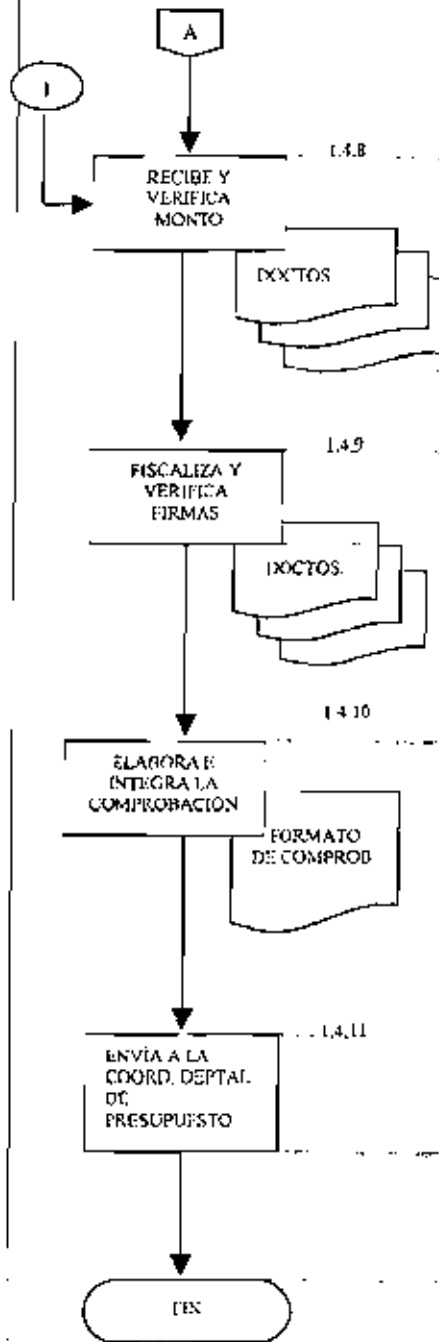 A
1
1.4.8
RECIBE Y
VERIFICA
MONTO
DOCTOS
1.4.9
FISCALIZA Y
VERIFICA
FIRMAS
DOCTOS.
1.4.10
ELABORA E
INTEGRA LA
COMPROBACIÓN
FORMATO
DE COMPROB
1.4.11
ENVÍA A LA
COORD. DEPTAL
DE
PRESUPUESTO
FIN